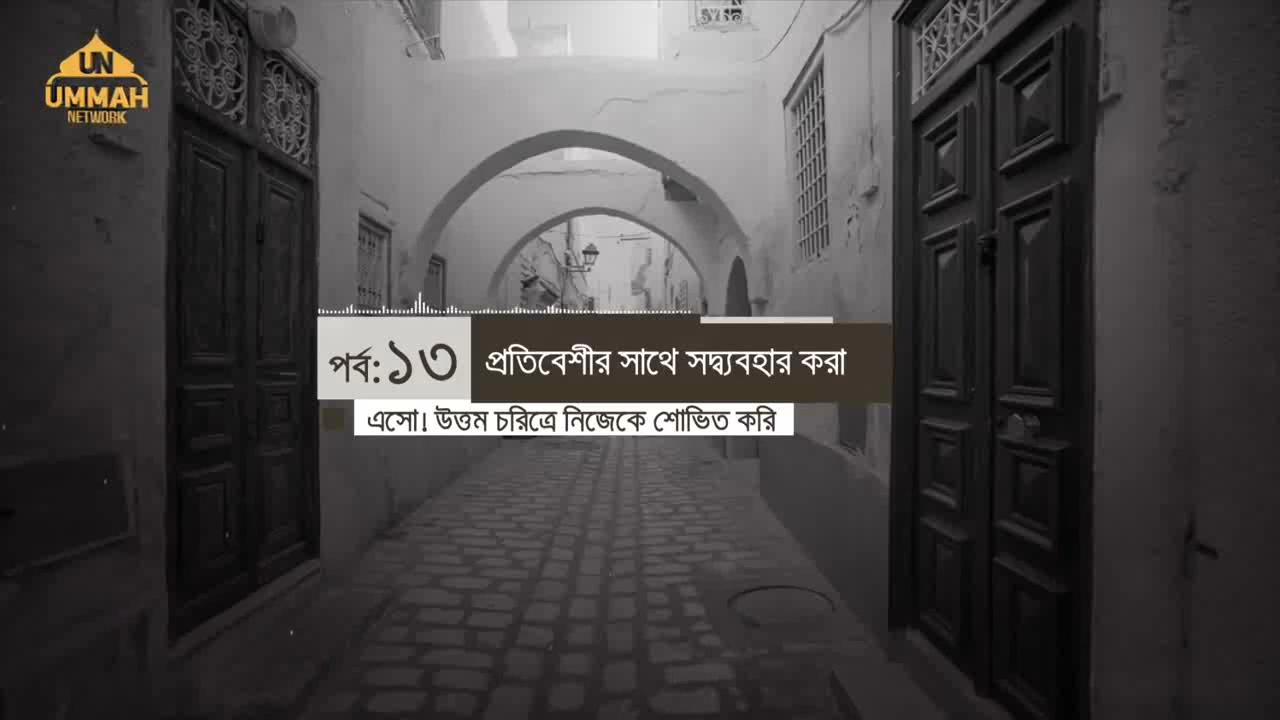 UN
UMMAH
NETWORK
পর্ব: ১৩
প্রতিবেশীর সাথে সদ্ব্যবহার করা
এসো! উত্তম চরিত্রে নিজেকে শোভিত করি